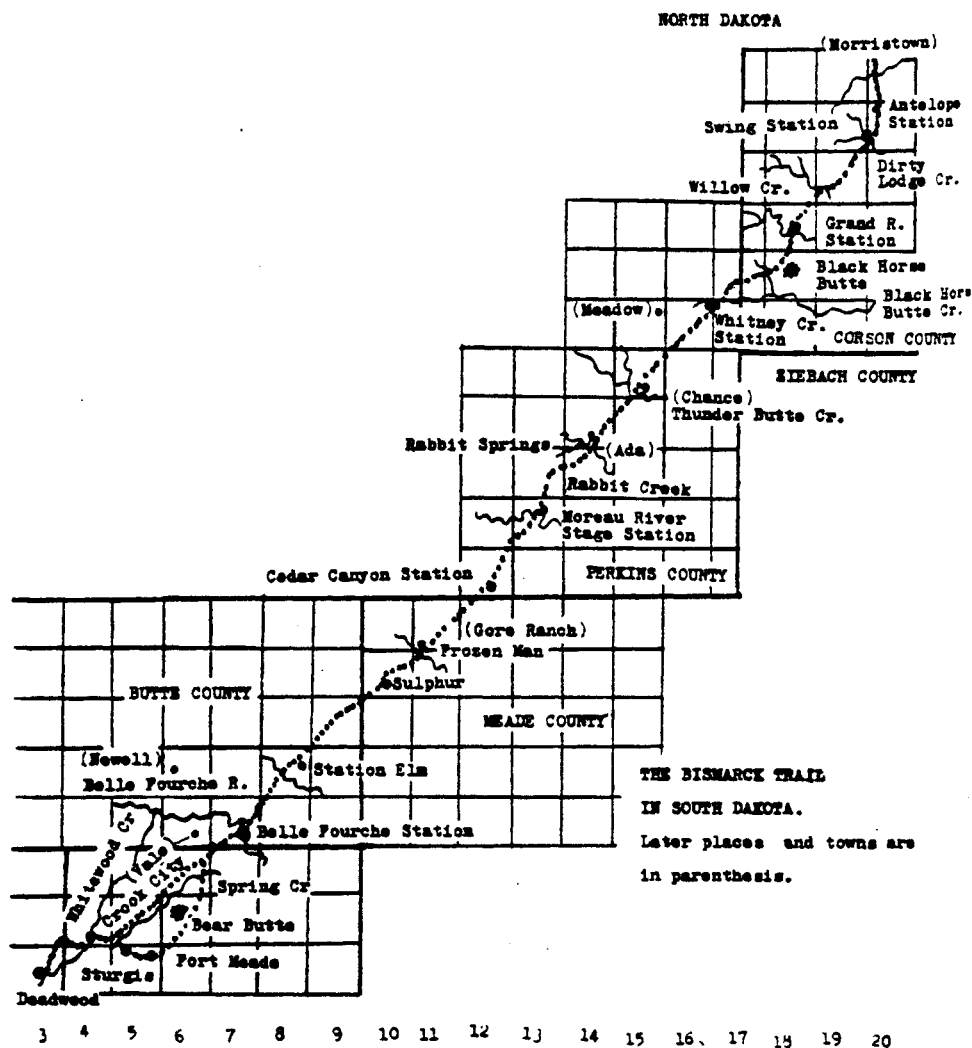 NORTH DAKOTA
(Morristown)
Antelope
Station
Swing Station
Dirty
Lodge Cr.
Willow Cr.
Grand R.
Station
Black Horse
Butte
Black Hors
Butte Cr.
(Meadow)
Whitney Cr.
Station
CORSON COUNTY
ZIEBACH COUNTY
(Chance)
Thunder Butte Cr.
Rabbit Springs
(Ada)
Rabbit Creek
Moreau River
Stage Station
Cedar Canyon Station
PERKINS COUNTY
(Gore Ranch)
Frozen Man
Sulphur
BUTTE COUNTY
MEADE COUNTY
(Newell)
Station Elm
Belle Fourche R.
THE BISMARCK TRAIL
IN SOUTH DAKOTA.
Later places and towns are
in parenthesis.
Belle Fourche Station
Whitewood Cr
(Vale)
Crook City
Spring Cr
Bear Butte
Sturgis
Fort Meade
Deadwood
3 4 5 6 7 8 9 10 11 12 13 14 15 16. 17 18 19 20